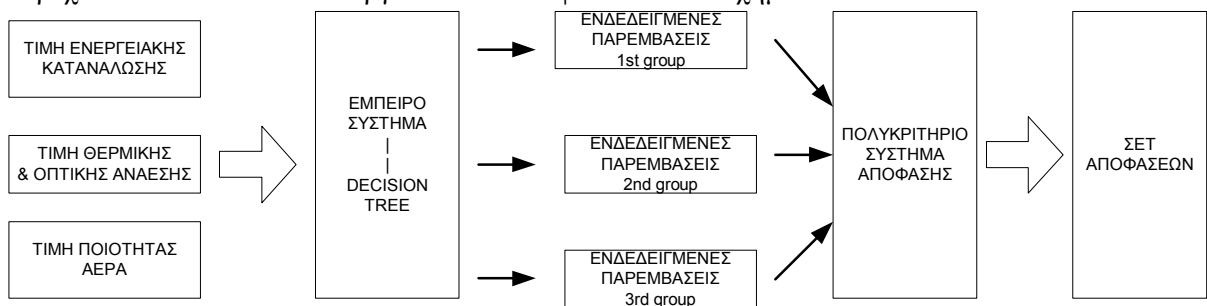 ΤΙΜΗ ΕΝΕΡΓΕΙΑΚΗΣ
ΚΑΤΑΝΑΛΩΣΗΣ
ΤΙΜΗ ΘΕΡΜΙΚΗΣ
& ΟΠΤΙΚΗΣ ΑΝΑΕΣΗΣ
ΤΙΜΗ ΠΟΙΟΤΗΤΑΣ
ΑΕΡΑ
ΕΜΠΕΙΡΟ
ΣΥΣΤΗΜΑ
|
|
DECISION
TREE
ΕΝΔΕΔΕΙΓΜΕΝΕΣ
ΠΑΡΕΜΒΑΣΕΙΣ
1st group
ΕΝΔΕΔΕΙΓΜΕΝΕΣ
ΠΑΡΕΜΒΑΣΕΙΣ
2nd group
ΕΝΔΕΔΕΙΓΜΕΝΕΣ
ΠΑΡΕΜΒΑΣΕΙΣ
3rd group
ΠΟΛΥΚΡΙΤΗΡΙΟ
ΣΥΣΤΗΜΑ
ΑΠΟΦΑΣΗΣ
ΣΕΤ
ΑΠΟΦΑΣΕΩΝ